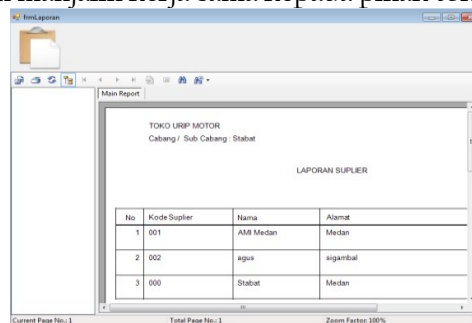 frmLaporan
Main Report
TOKO URIP MOTOR
Cabang / Sub Cabang : Stabat
LAPORAN SUPLIER
No Kode Suplier Nama Alamat
1 001 AMI Medan Medan
2 002 agus sigambal
3 000 Stabat Medan
Current Page No.: 1 Total Page No.: 1 Zoom Factor: 100%